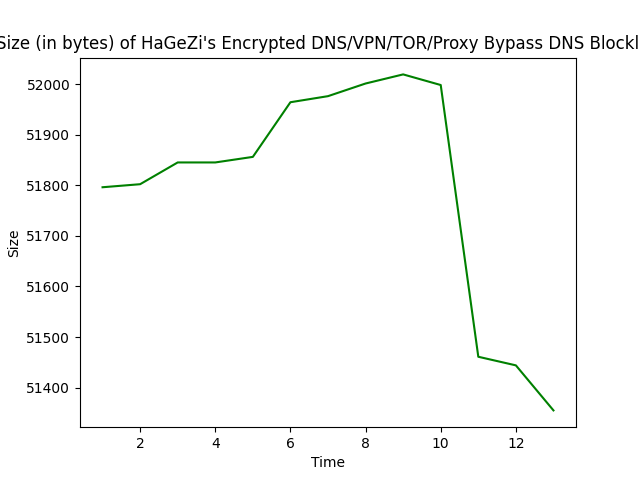 Size (in bytes) of HaGeZi's Encrypted DNS/VPN/TOR/Proxy Bypass DNS Blockl
52000
51900
51800
51700
51600
51500
51400
Size
2 4 6 8 10 12
Time